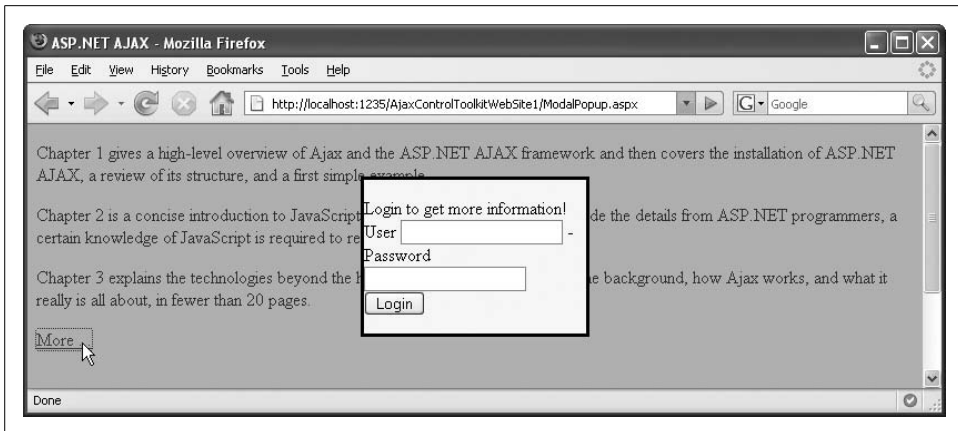 ASP.NET AJAX - Mozilla Firefox
File Edit View History Bookmarks Tools Help
http://localhost:1235/AjaxControlToolkitWebSite1/ModalPopup.aspx
G Google
Chapter 1 gives a high-level overview of Ajax and the ASP.NET AJAX framework and then covers the installation of ASP.NET
AJAX, a review of its structure, and a first simple example.
Chapter 2 is a concise introduction to JavaScript de the details from ASP.NET programmers, a
certain knowledge of JavaScript is required to re
Chapter 3 explains the technologies beyond the h e background, how Ajax works, and what it
really is all about, in fewer than 20 pages.
More ...
Login to get more information!
User -
Password
Login
Done